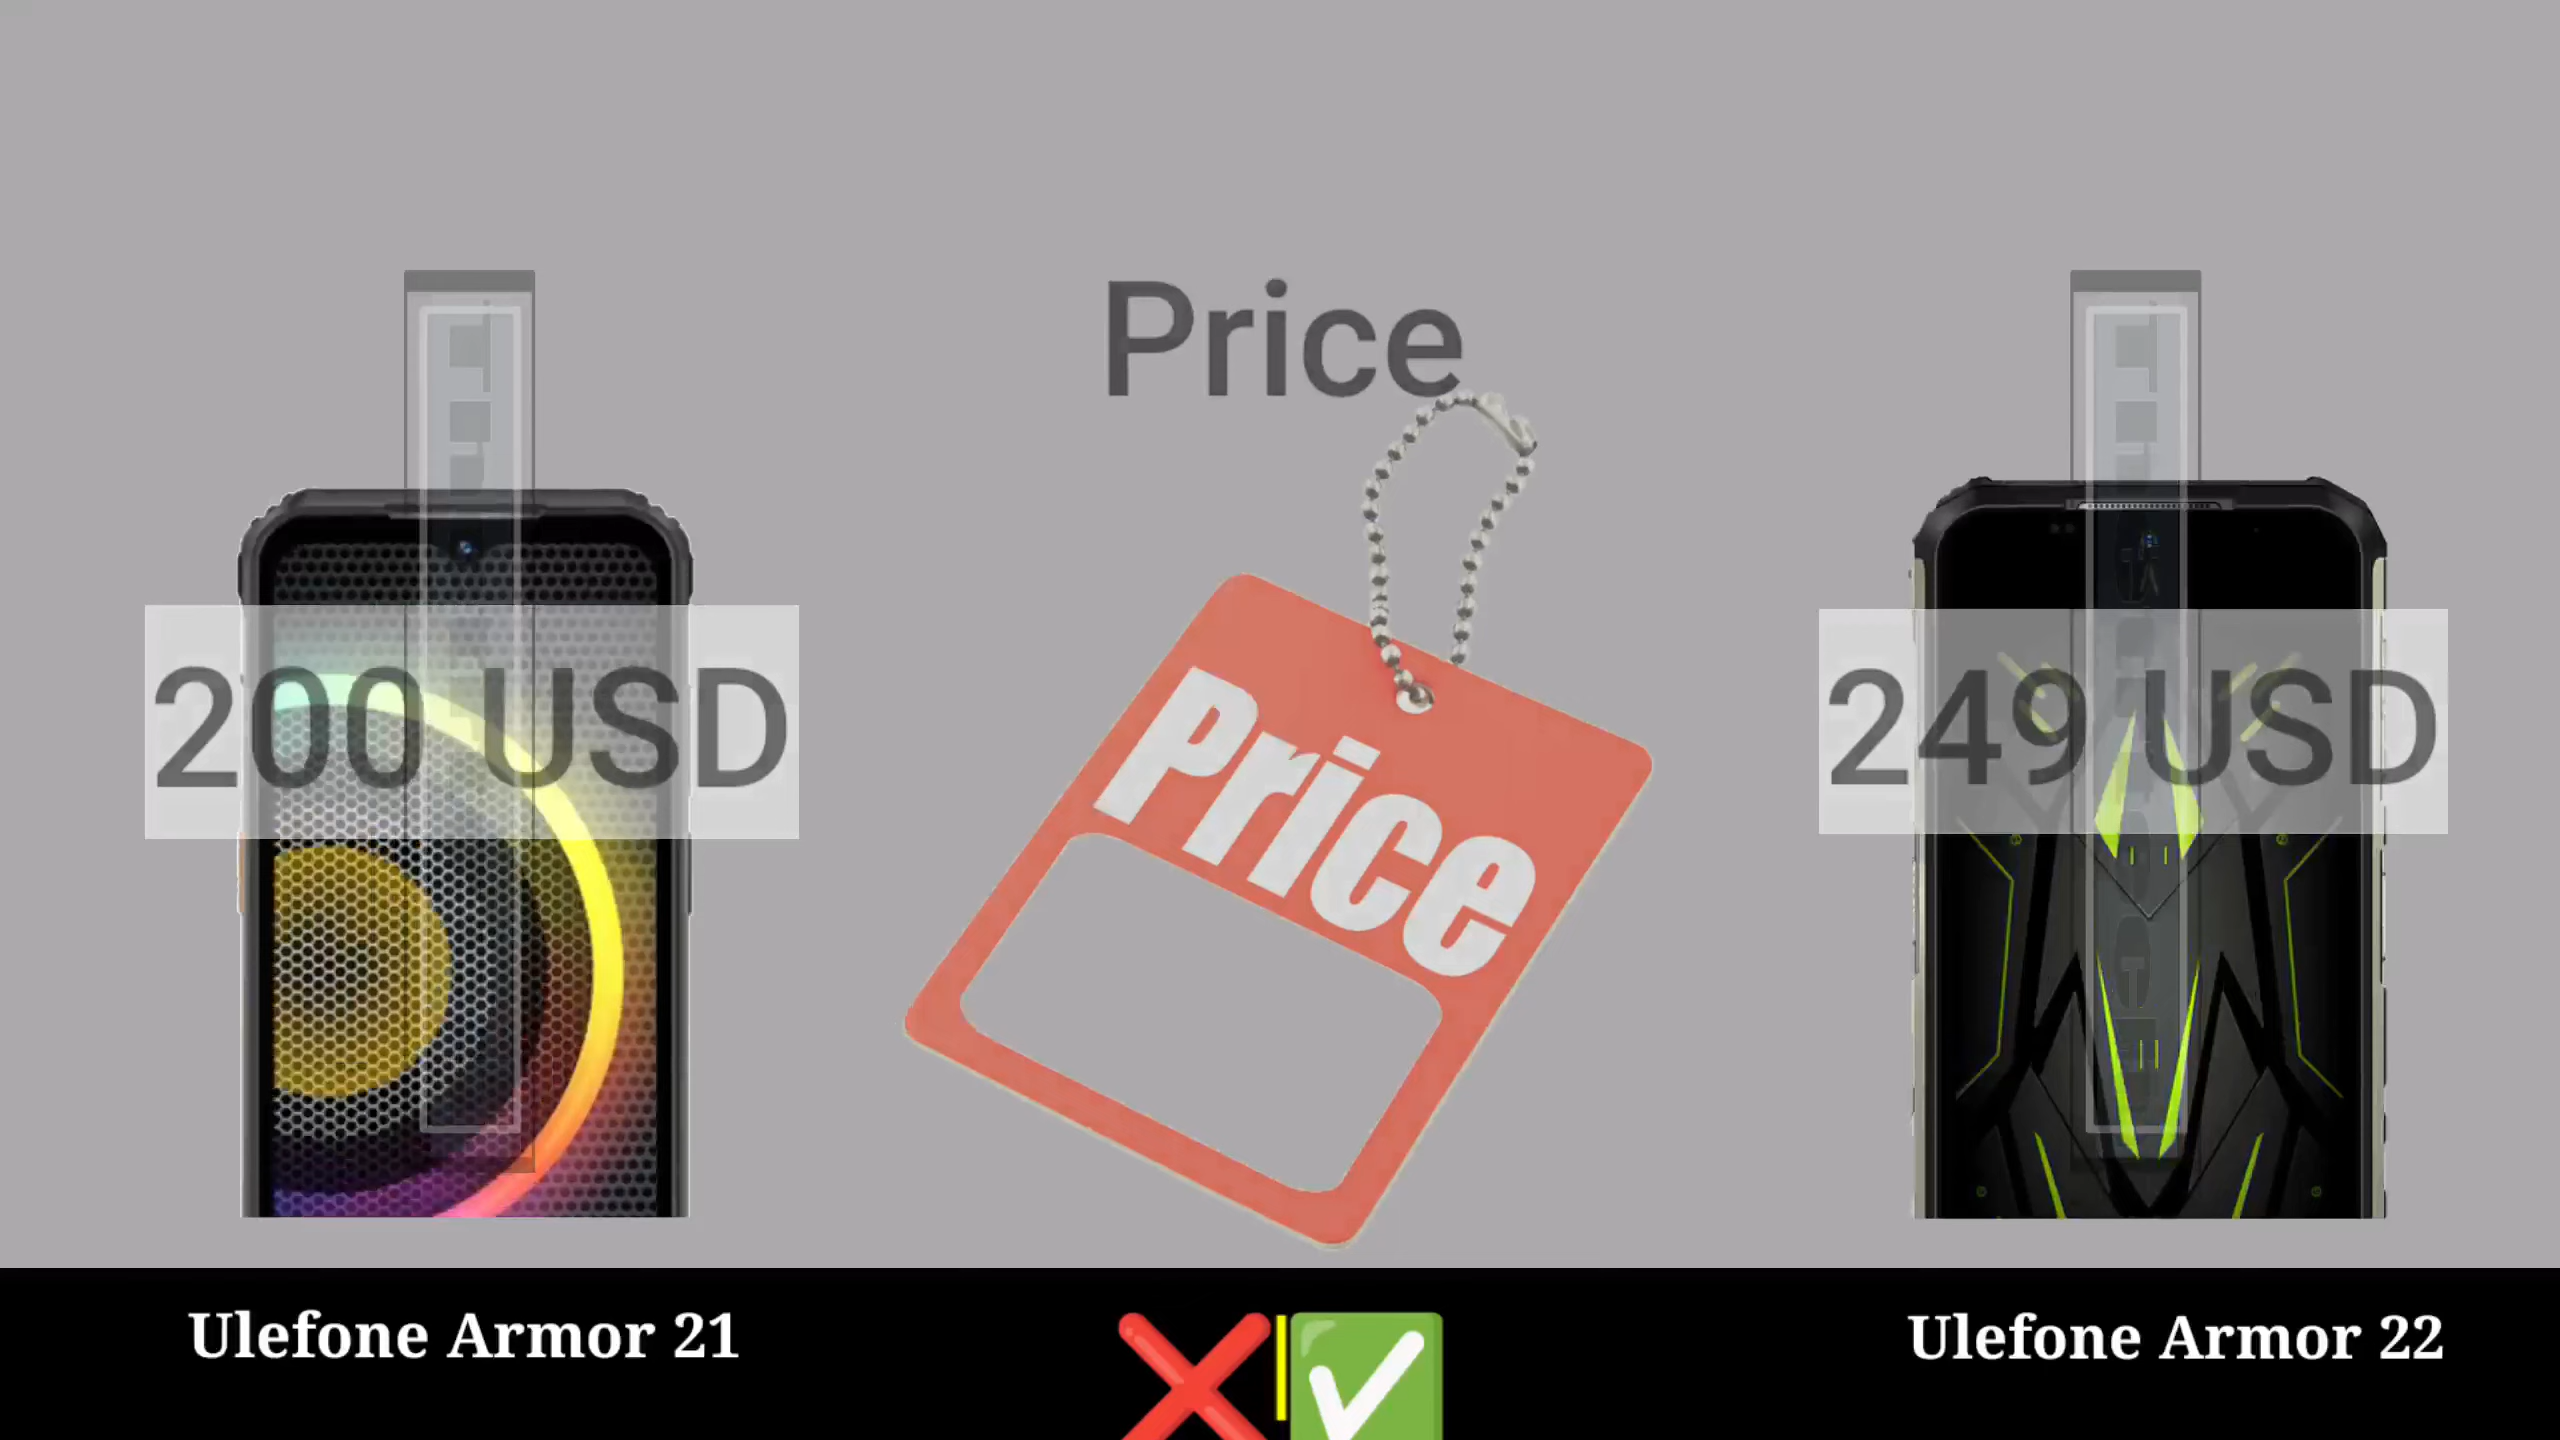 Price
Price
200 USD
249 USD
Ulefone Armor 21
Ulefone Armor 22